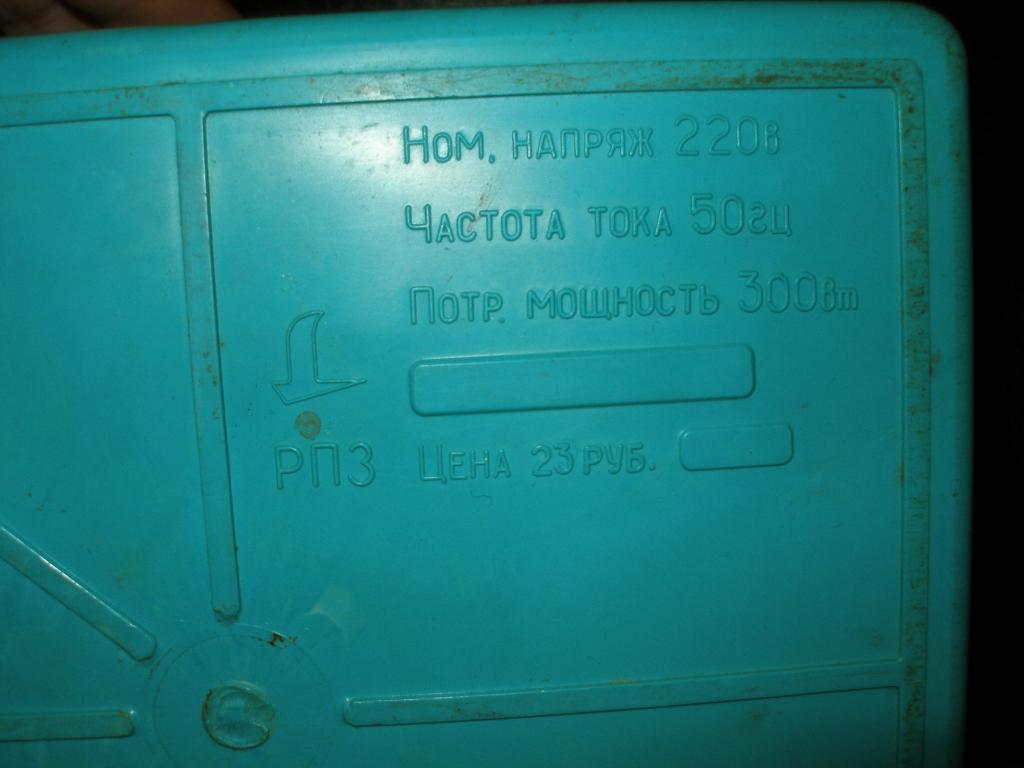 Ном. напряж 220в
Частота тока 50гц
Потр. мощность 300вт
РПЗ Цена 23 руб.